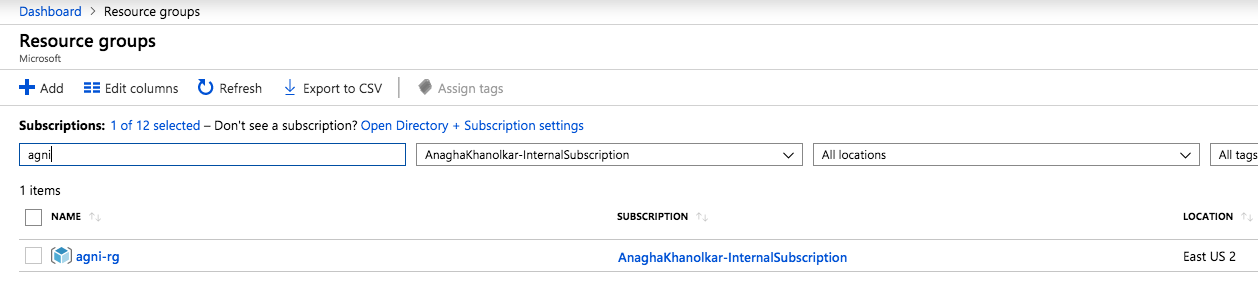 Dashboard > Resource groups
Resource groups
Microsoft
Add Edit columns Refresh Export to CSV Assign tags
Subscriptions: 1 of 12 selected – Don't see a subscription? Open Directory + Subscription settings
agni AnaghaKhanolkar-InternalSubscription All locations All tags
1 items
NAME SUBSCRIPTION LOCATION
agni-rg AnaghaKhanolkar-InternalSubscription East US 2